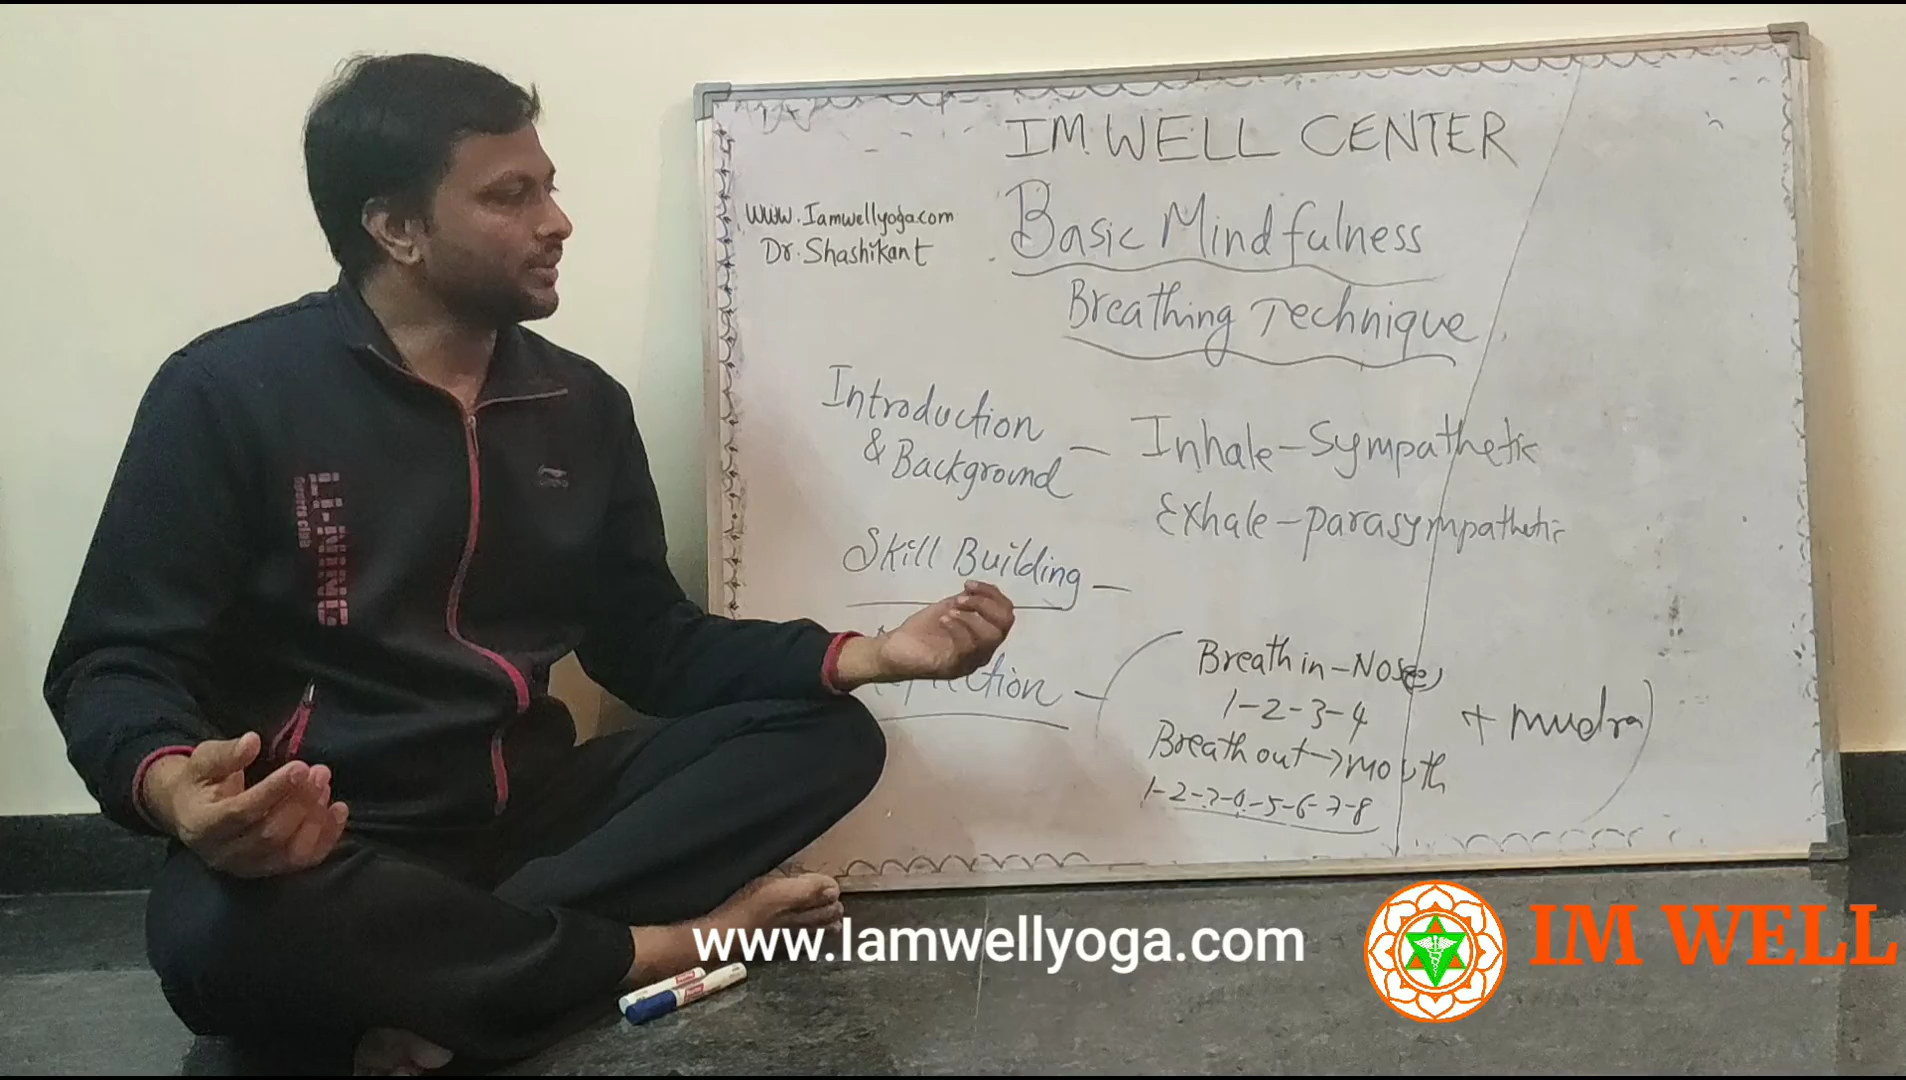 IM WELL CENTER
www.Iamwellyoga.com
Dr. Shashikant
Basic Mindfulness
Breathing Technique
Introduction
& Background - Inhale - Sympathetic
Exhale - parasympathetic
Skill Building -
Breath in - Nose
1-2-3-4
+ mudra
Breath out -> mouth
1-2-3-4-5-6-7-8
LI-NING
sports club
www.Iamwellyoga.com
IM WELL